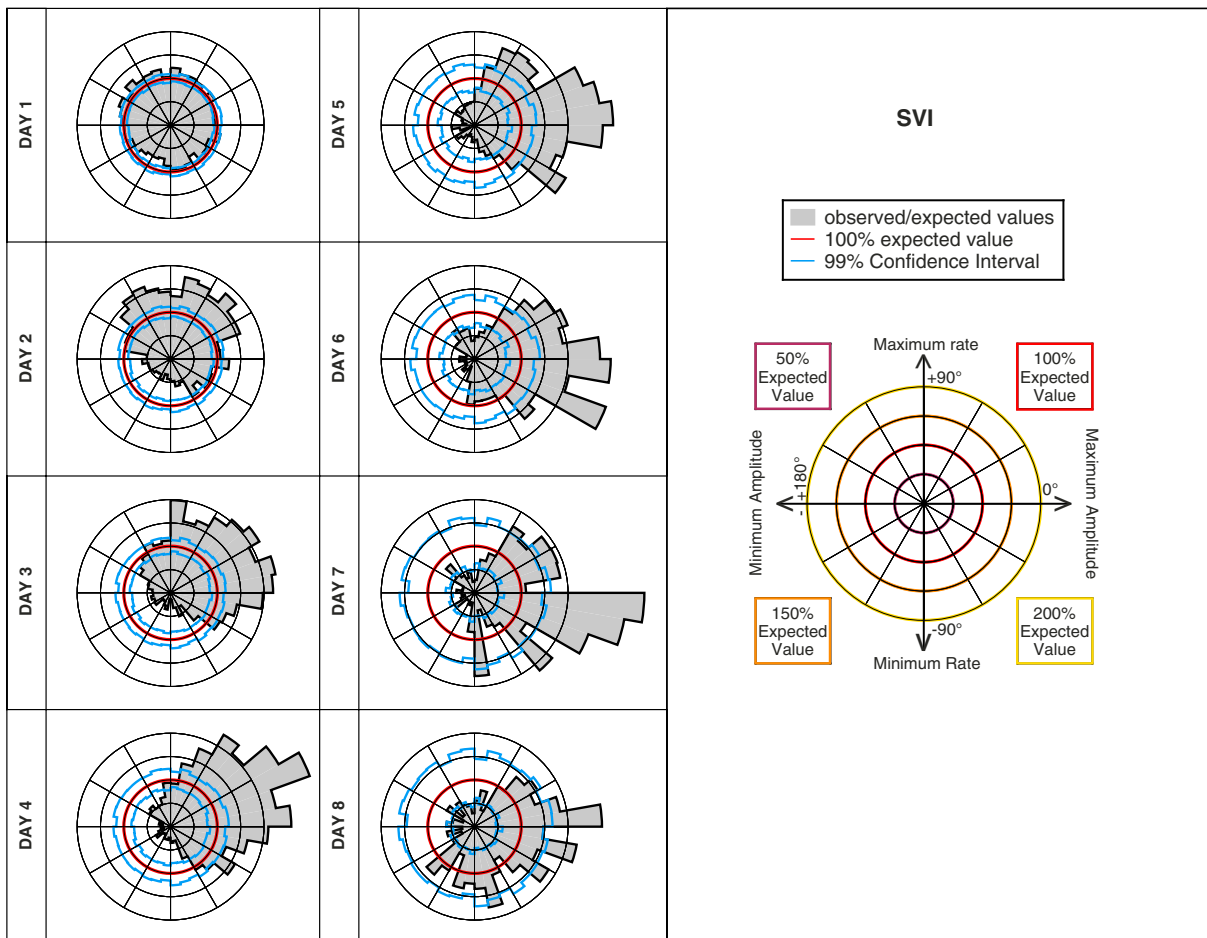 DAY 1
DAY 2
DAY 3
DAY 4
DAY 5
DAY 6
DAY 7
DAY 8
SVI
observed/expected values
100% expected value
99% Confidence Interval
50%
Expected
Value
Maximum rate
+90°
100%
Expected
Value
Minimum Amplitude
- +180°
0°
Maximum Amplitude
150%
Expected
Value
-90°
Minimum Rate
200%
Expected
Value